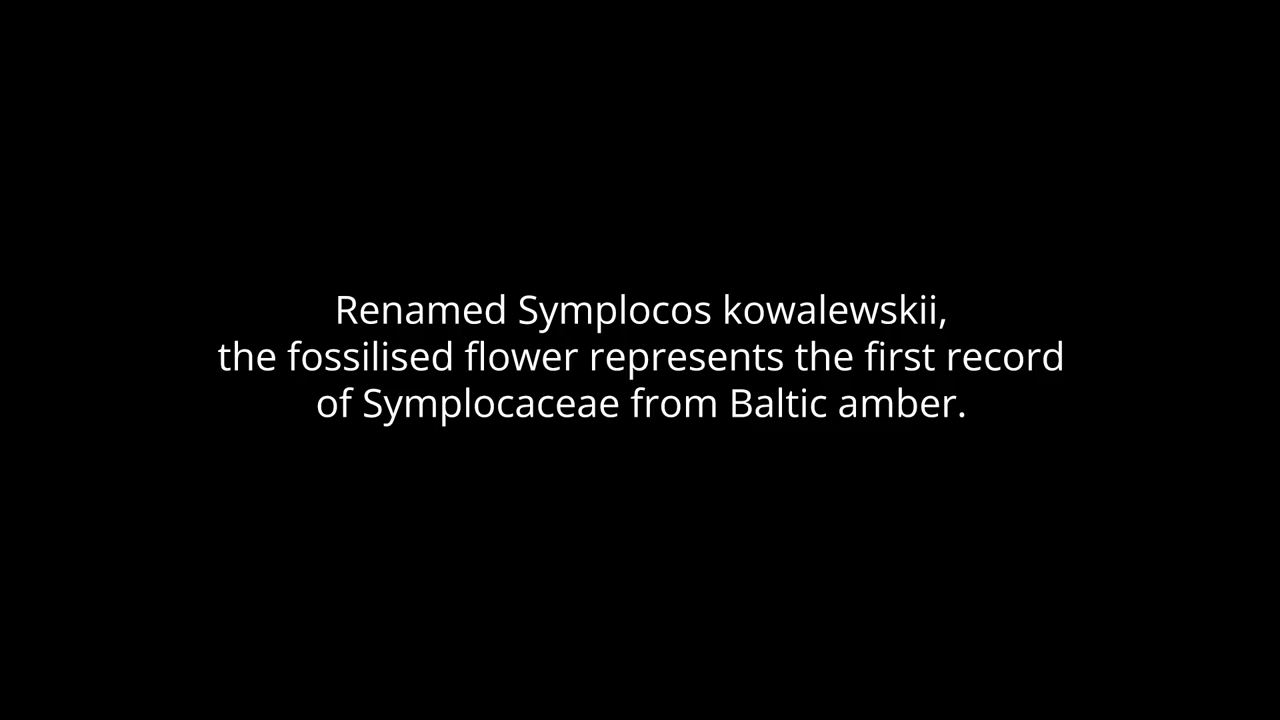 Renamed Symplocos kowalewskii,
the fossilised flower represents the first record
of Symplocaceae from Baltic amber.